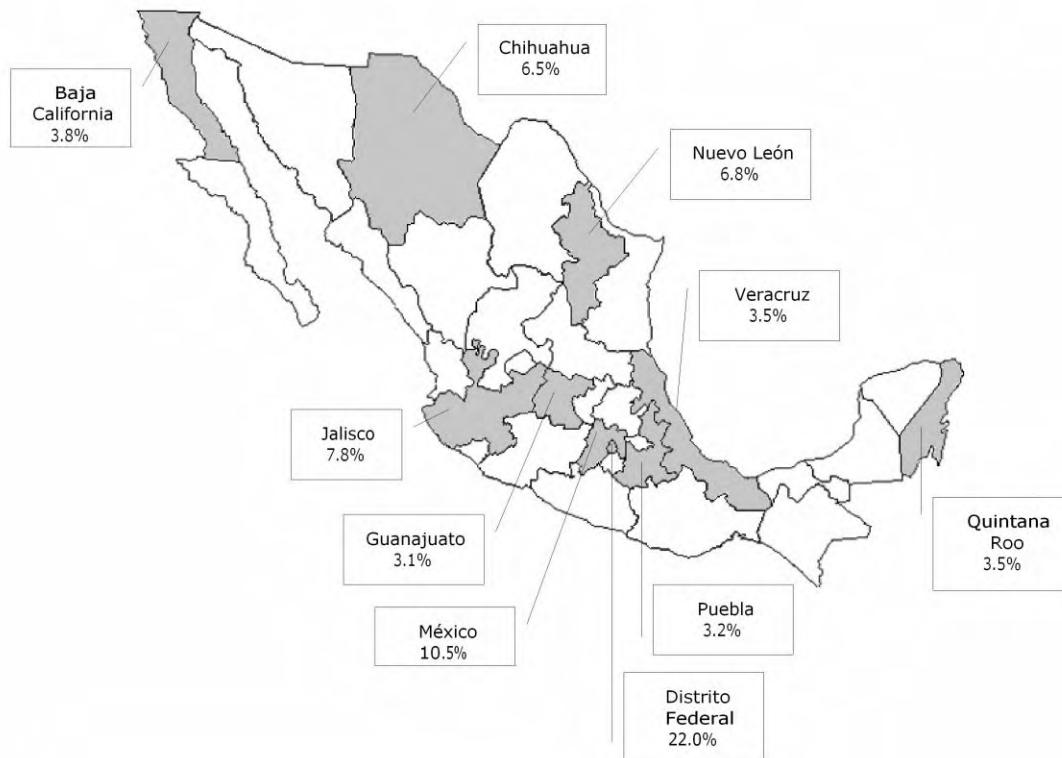 Chihuahua
6.5%
Baja
California
3.8%
Nuevo León
6.8%
Veracruz
3.5%
Jalisco
7.8%
Quintana
Roo
3.5%
Guanajuato
3.1%
Puebla
3.2%
México
10.5%
Distrito
Federal
22.0%